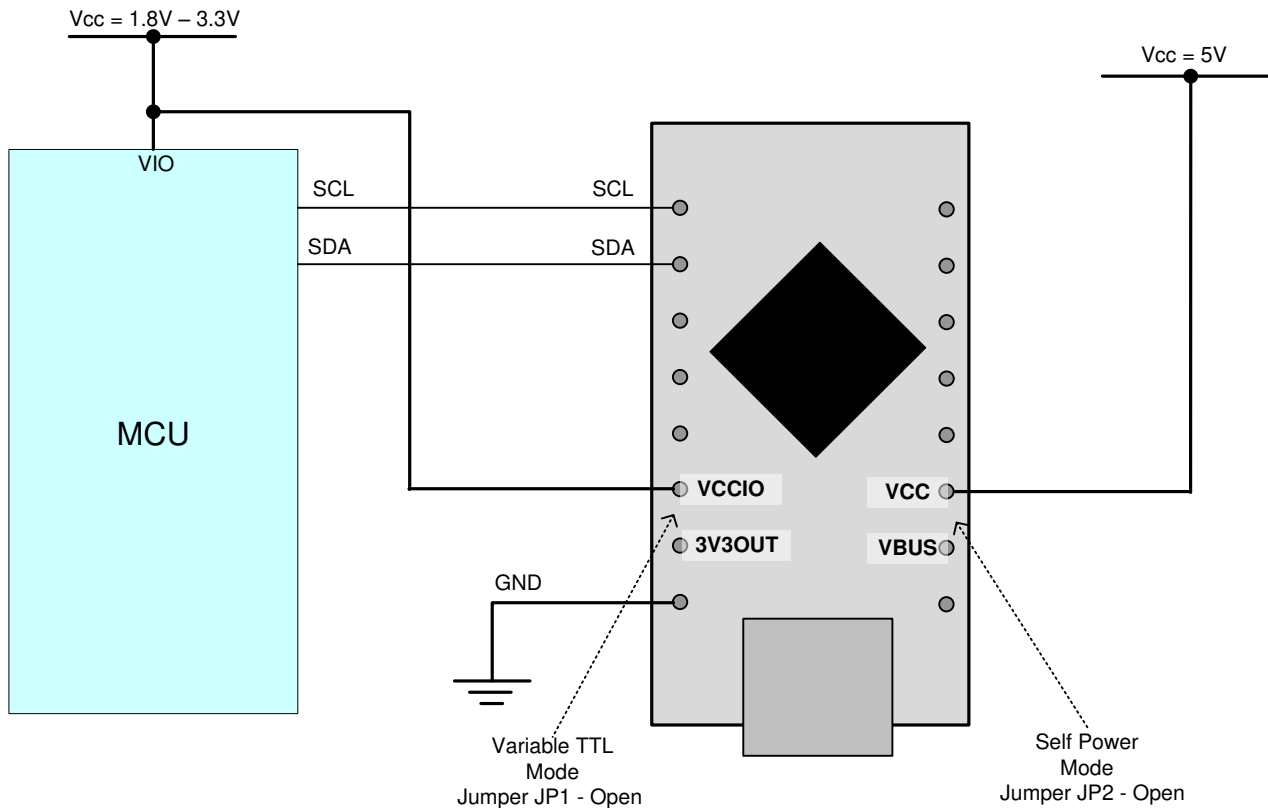 Vcc = 1.8V – 3.3V
Vcc = 5V
VIO
SCL
SCL
SDA
SDA
MCU
VCCIO
VCC
3V3OUT
VBUS
GND
Variable TTL
Mode
Jumper JP1 - Open
Self Power
Mode
Jumper JP2 - Open